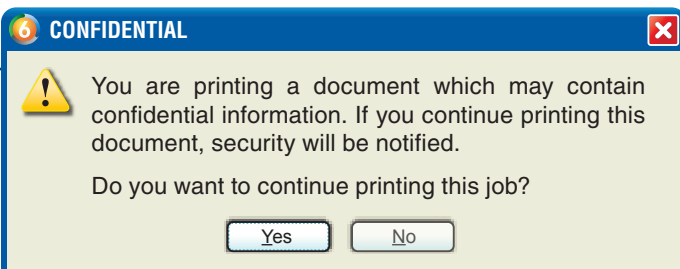 6 CONFIDENTIAL
You are printing a document which may contain
confidential information. If you continue printing this
document, security will be notified.
Do you want to continue printing this job?
Yes No